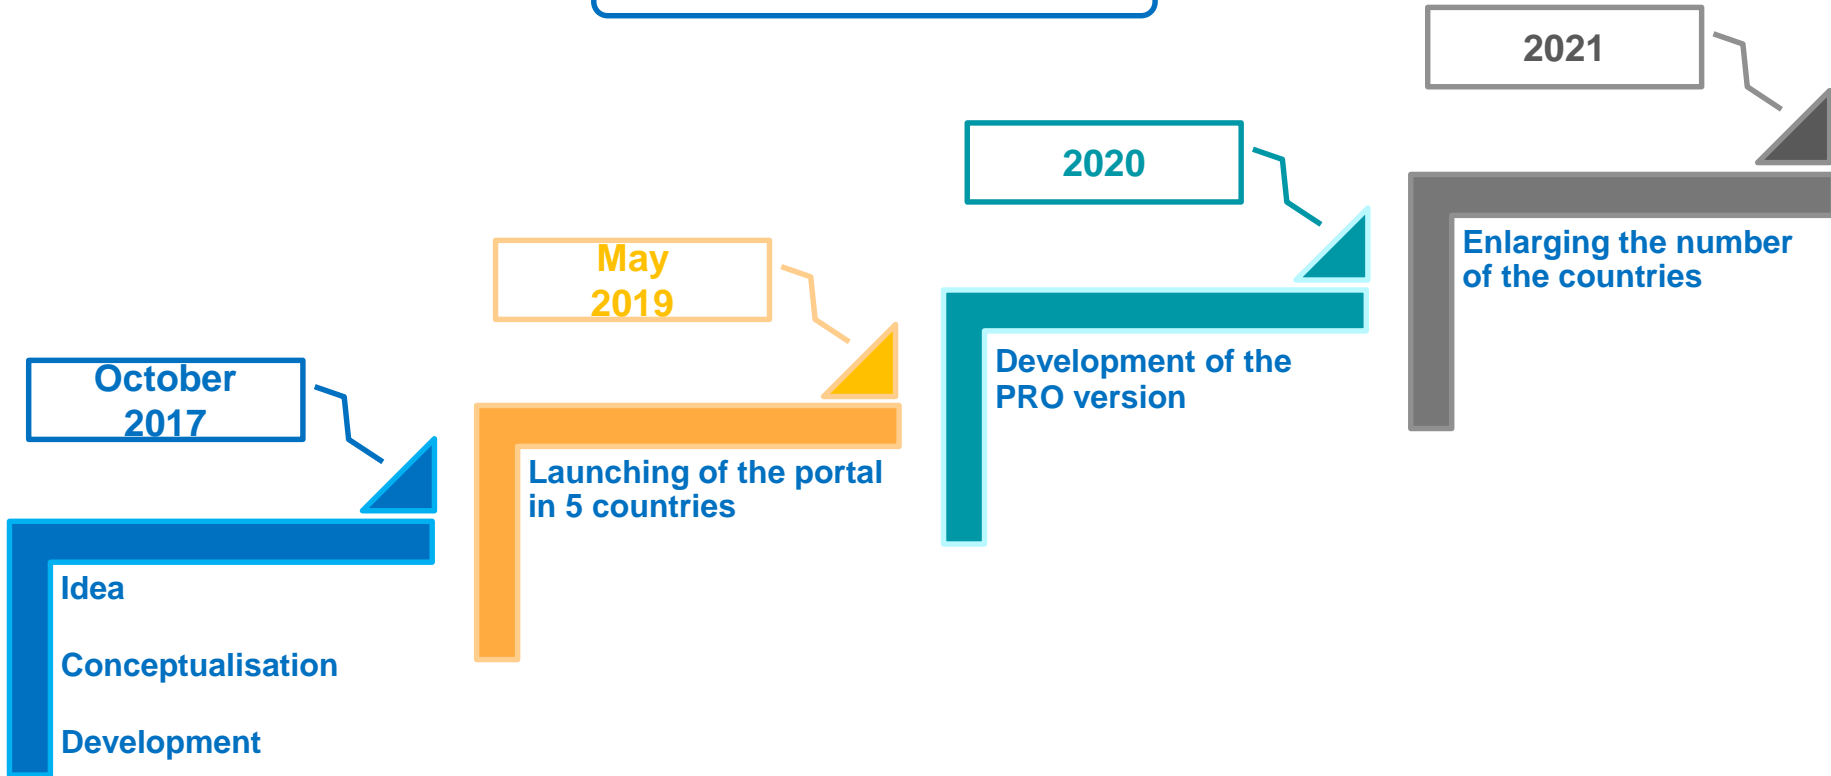 October
2017
Idea
Conceptualisation
Development
May
2019
Launching of the portal
in 5 countries
2020
Development of the
PRO version
2021
Enlarging the number
of the countries